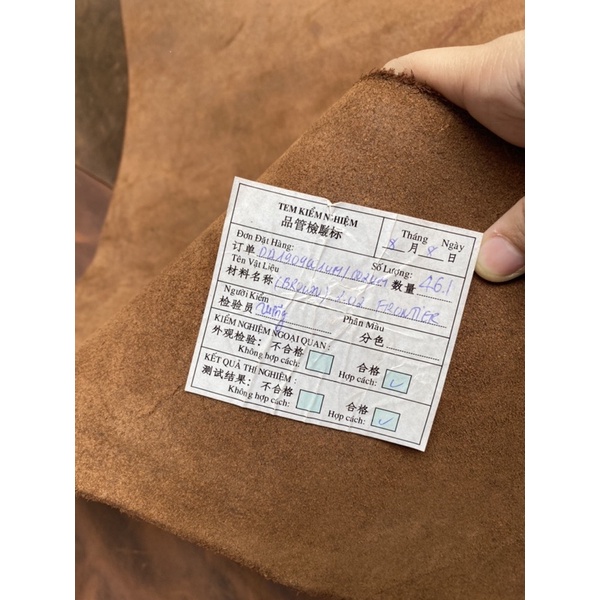 TEM KIỂM NGHIỆM
品管檢驗标
Tháng Ngày
8 月 8 日
Đơn Đặt Hàng: Số Lượng:
订单 数量 46.1
Tên Vật Liệu
材料名称 (BROWN) FRONTIER
Người Kiểm Phân Màu
检验员 分色
KIỂM NGHIỆM NGOẠI QUAN :
外观检验： 不合格 合格
Không hợp cách: Hợp cách: ✓
KẾT QUẢ THÍ NGHIỆM :
测试结果： 不合格 合格
Không hợp cách: Hợp cách: ✓